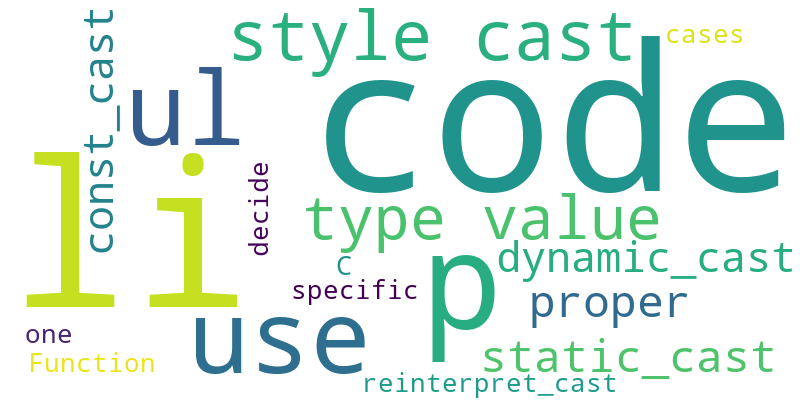 style cast
cases
code
const_cast
ul
li
decide
type value
C
p
dynamic_cast
specific
proper
use
one
static_cast
Function
reinterpret_cast